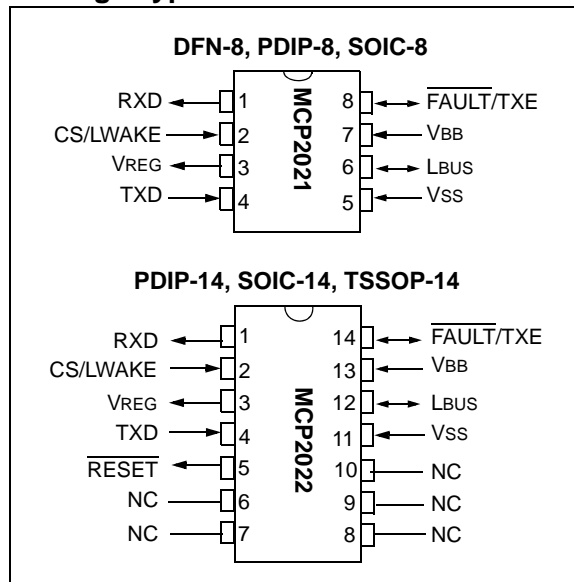 DFN-8, PDIP-8, SOIC-8
RXD 1 8 FAULT/TXE
CS/LWAKE 2 7 VBB
VREG 3 6 LBUS
TXD 4 5 VSS
MCP2021
PDIP-14, SOIC-14, TSSOP-14
RXD 1 14 FAULT/TXE
CS/LWAKE 2 13 VBB
VREG 3 12 LBUS
TXD 4 11 VSS
RESET 5 10 NC
NC 6 9 NC
NC 7 8 NC
MCP2022